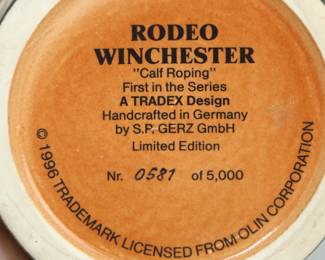 RODEO
WINCHESTER
"Calf Roping"
First in the Series
A TRADEX Design
Handcrafted in Germany
by S.P. GERZ GmbH
Limited Edition
Nr. 0581 of 5,000
© 1996 TRADEMARK LICENSED FROM OLIN CORPORATION